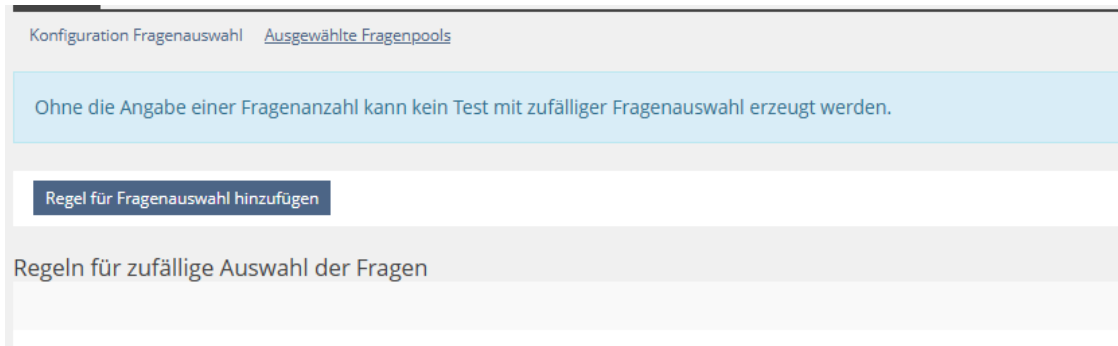 Konfiguration Fragenauswahl Ausgewählte Fragenpools
Ohne die Angabe einer Fragenanzahl kann kein Test mit zufälliger Fragenauswahl erzeugt werden.
Regel für Fragenauswahl hinzufügen
Regeln für zufällige Auswahl der Fragen